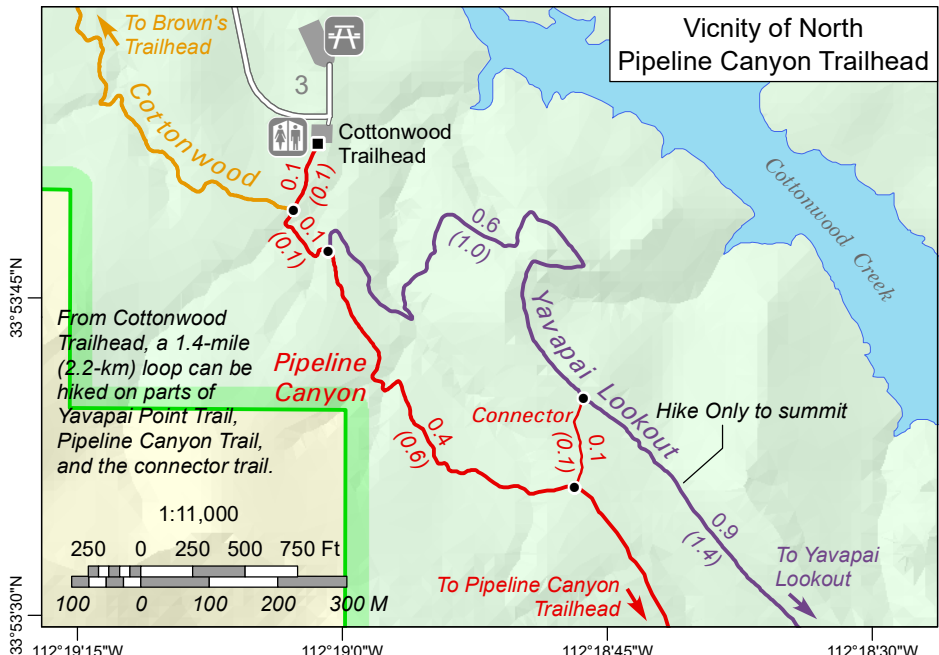 Vicnity of North
Pipeline Canyon Trailhead
To Brown's
Trailhead
3
Cottonwood
Cottonwood
Trailhead
0.1
(0.1)
0.1
(0.1)
0.6
(1.0)
Cottonwood Creek
33°53'45"N
Yavapai Lookout
From Cottonwood
Trailhead, a 1.4-mile
(2.2-km) loop can be
hiked on parts of
Yavapai Point Trail,
Pipeline Canyon Trail,
and the connector trail.
Pipeline
Canyon
0.4
(0.6)
Connector
0.1
(0.1)
Hike Only to summit
0.9
(1.4)
To Yavapai
Lookout
To Pipeline Canyon
Trailhead
1:11,000
250 0 250 500 750 Ft
100 0 100 200 300 M
33°53'30"N
112°19'15"W 112°19'0"W 112°18'45"W 112°18'30"W